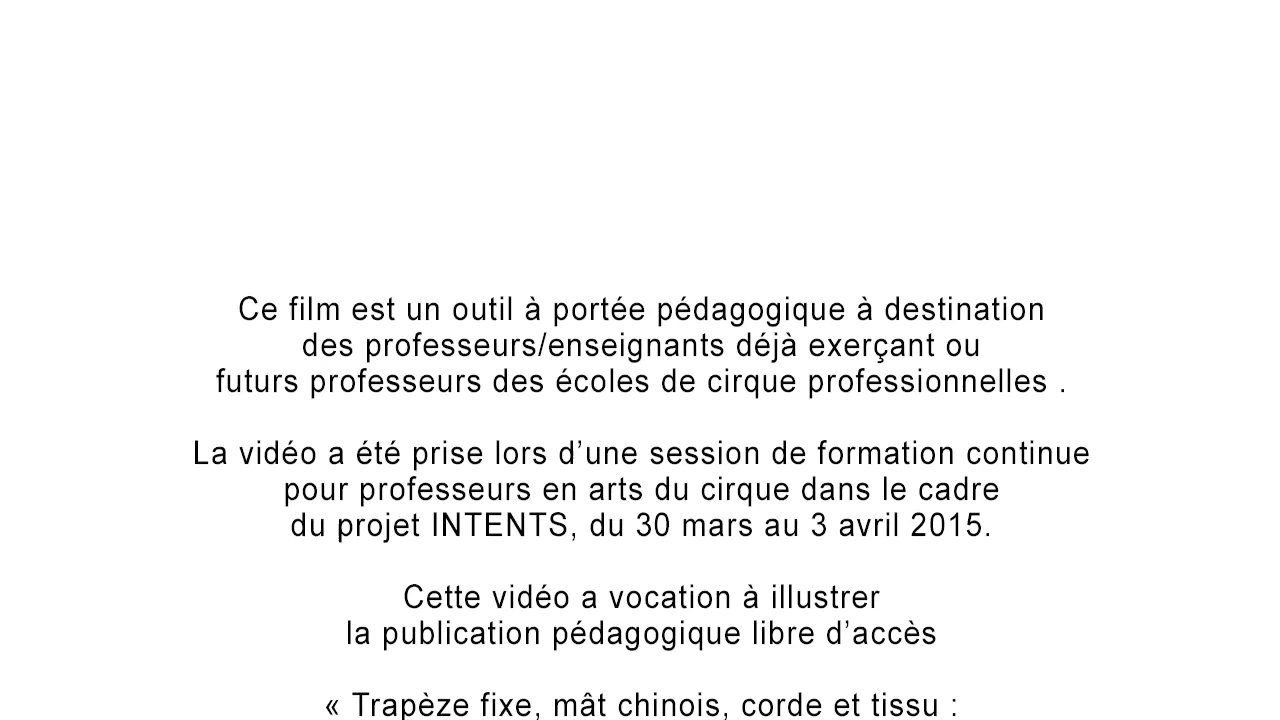 Ce film est un outil à portée pédagogique à destination
des professeurs/enseignants déjà exerçant ou
futurs professeurs des écoles de cirque professionnelles .
La vidéo a été prise lors d’une session de formation continue
pour professeurs en arts du cirque dans le cadre
du projet INTENTS, du 30 mars au 3 avril 2015.
Cette vidéo a vocation à illustrer
la publication pédagogique libre d’accès
« Trapèze fixe, mât chinois, corde et tissu :